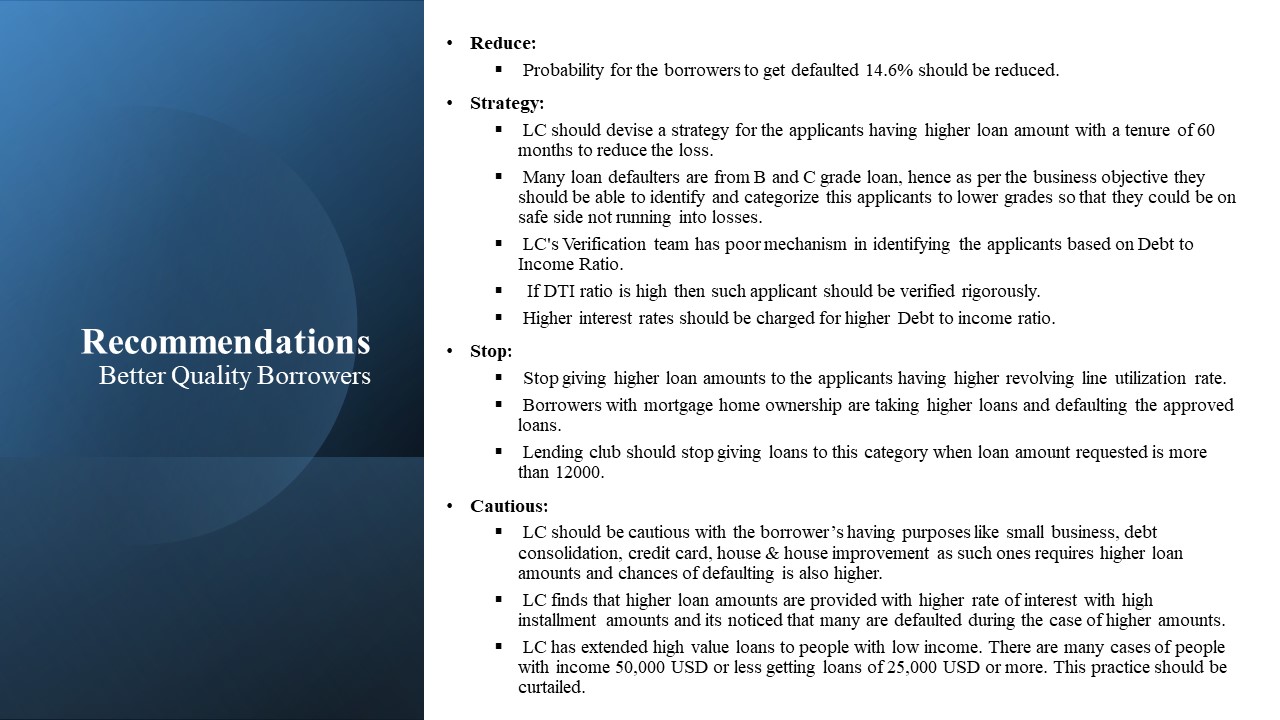 Recommendations
Better Quality Borrowers
• Reduce:
▪ Probability for the borrowers to get defaulted 14.6% should be reduced.
• Strategy:
▪ LC should devise a strategy for the applicants having higher loan amount with a tenure of 60
months to reduce the loss.
▪ Many loan defaulters are from B and C grade loan, hence as per the business objective they
should be able to identify and categorize this applicants to lower grades so that they could be on
safe side not running into losses.
▪ LC's Verification team has poor mechanism in identifying the applicants based on Debt to
Income Ratio.
▪ If DTI ratio is high then such applicant should be verified rigorously.
▪ Higher interest rates should be charged for higher Debt to income ratio.
• Stop:
▪ Stop giving higher loan amounts to the applicants having higher revolving line utilization rate.
▪ Borrowers with mortgage home ownership are taking higher loans and defaulting the approved
loans.
▪ Lending club should stop giving loans to this category when loan amount requested is more
than 12000.
• Cautious:
▪ LC should be cautious with the borrower’s having purposes like small business, debt
consolidation, credit card, house & house improvement as such ones requires higher loan
amounts and chances of defaulting is also higher.
▪ LC finds that higher loan amounts are provided with higher rate of interest with high
installment amounts and its noticed that many are defaulted during the case of higher amounts.
▪ LC has extended high value loans to people with low income. There are many cases of people
with income 50,000 USD or less getting loans of 25,000 USD or more. This practice should be
curtailed.